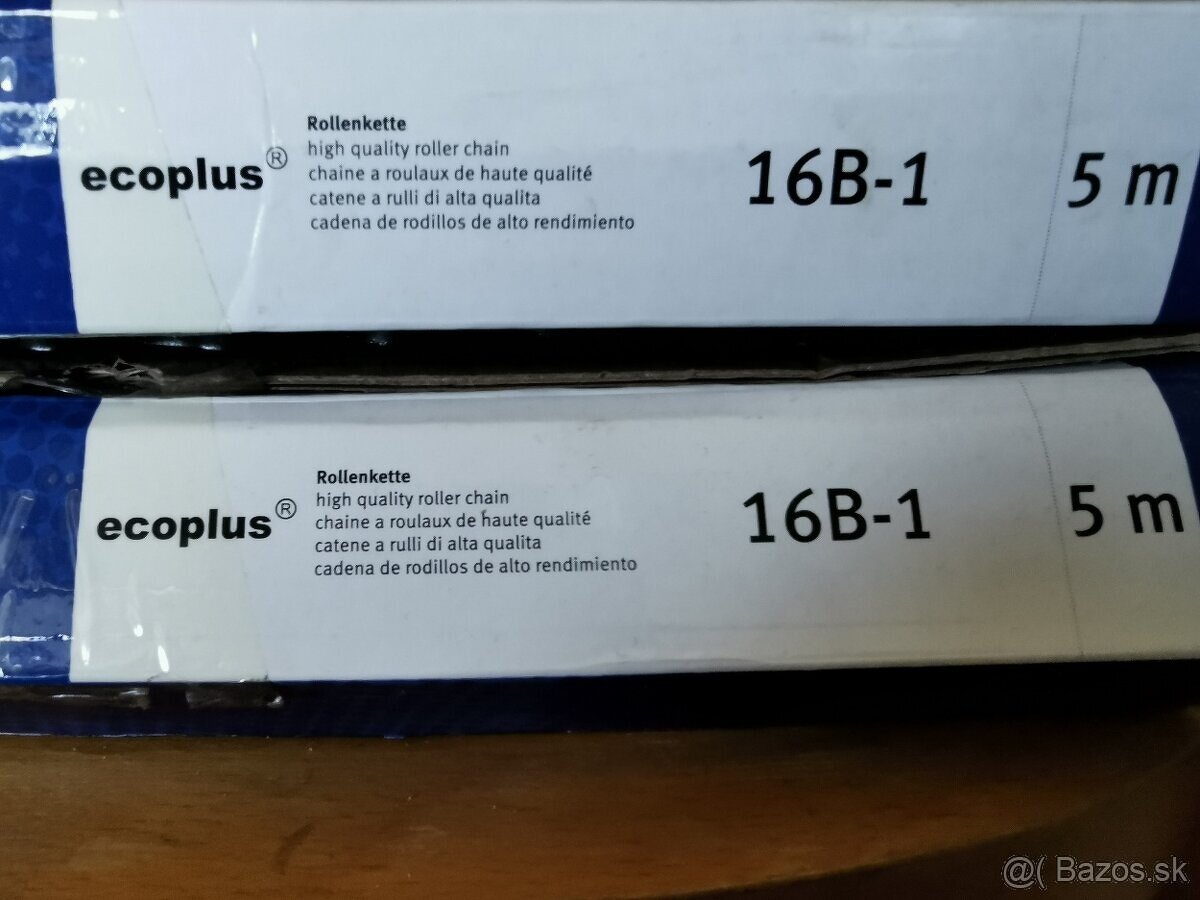 Rollenkette
high quality roller chain
ecoplus®
chaine a roulaux de haute qualité
catene a rulli di alta qualita
cadena de rodillos de alto rendimiento
16B-1
5 m
Rollenkette
high quality roller chain
ecoplus®
chaine a roulaux de haute qualité
catene a rulli di alta qualita
cadena de rodillos de alto rendimiento
16B-1
5 m
@( Bazos.sk